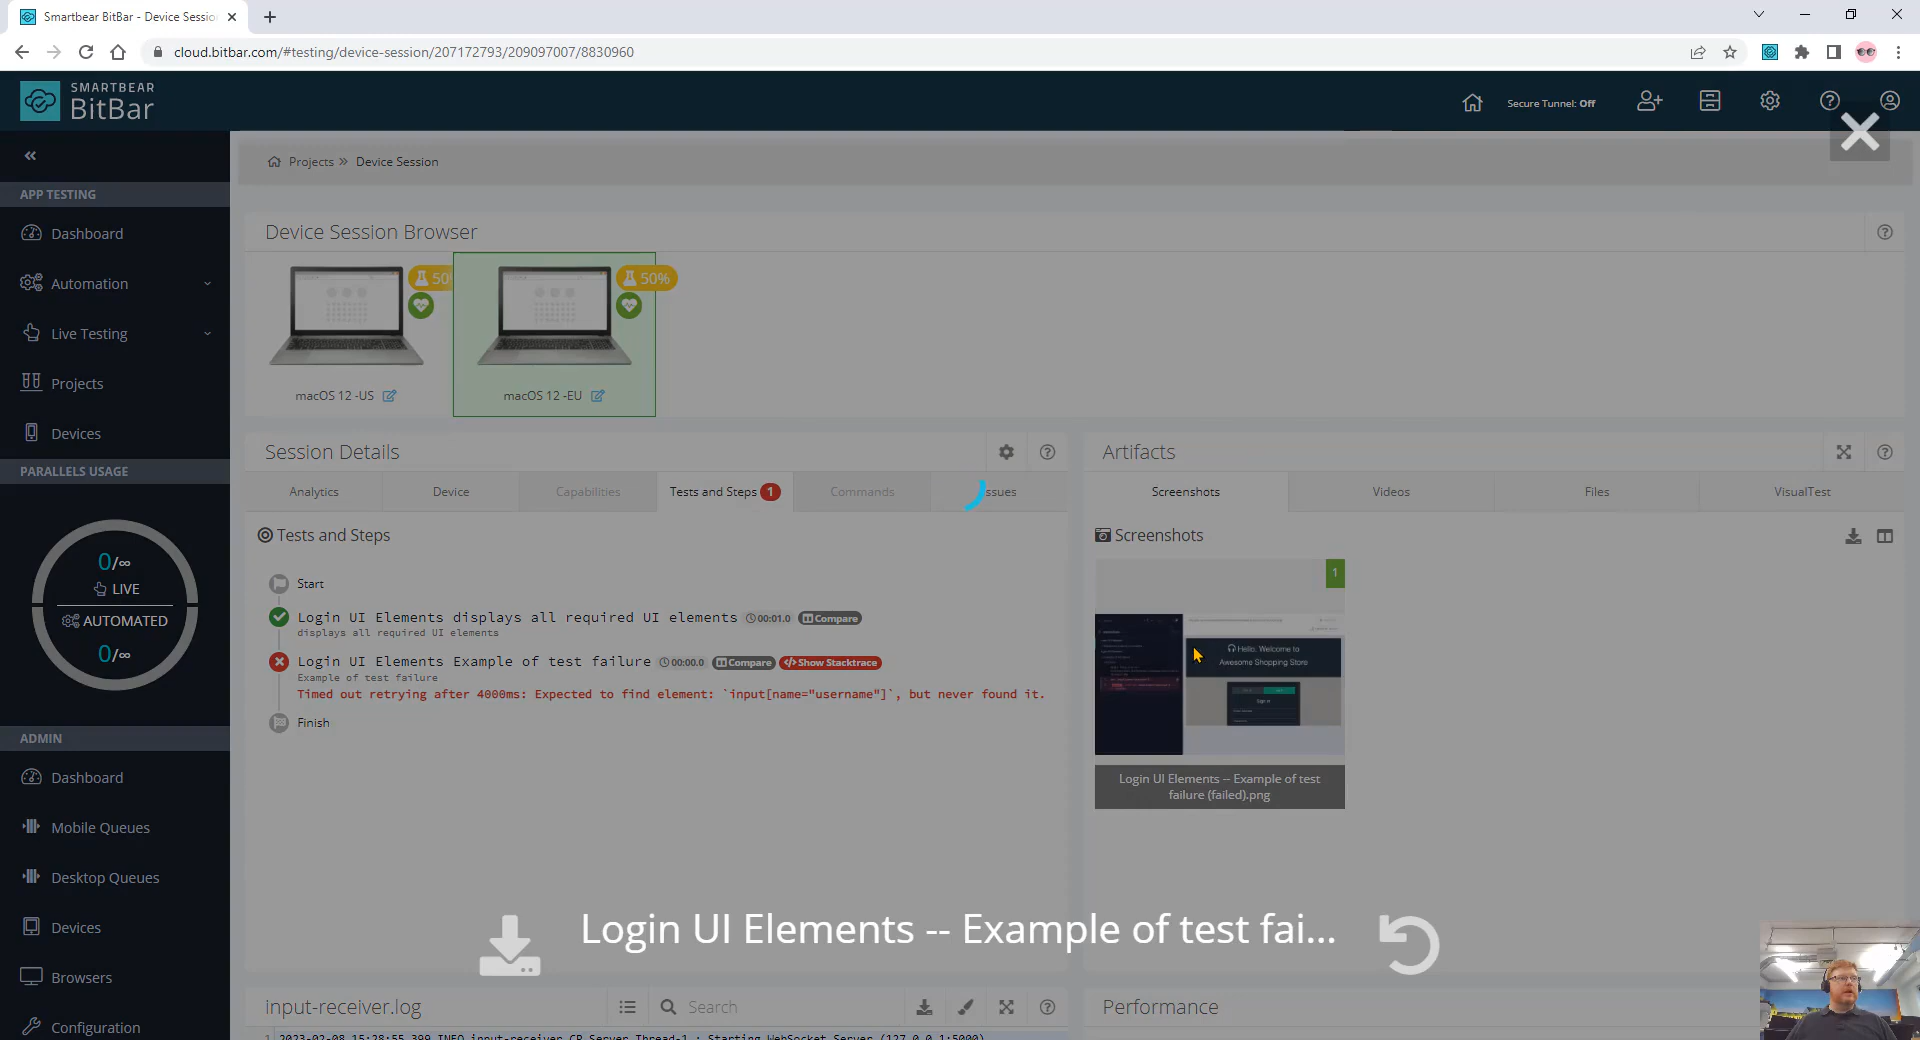 Smartbear BitBar - Device Sessio
cloud.bitbar.com/#testing/device-session/207172793/209097007/8830960
SMARTBEAR
BitBar
Secure Tunnel: Off
Projects » Device Session
APP TESTING
Dashboard
Automation
Live Testing
Projects
Devices
PARALLELS USAGE
0/∞
LIVE
AUTOMATED
0/∞
ADMIN
Dashboard
Mobile Queues
Desktop Queues
Devices
Browsers
Configuration
Device Session Browser
50%
macOS 12 -US
macOS 12 -EU
Session Details
Analytics
Device
Capabilities
Tests and Steps 1
Commands
ssues
Tests and Steps
Start
Login UI Elements displays all required UI elements 00:01.0 Compare
displays all required UI elements
Login UI Elements Example of test failure 00:00.0 Compare </> Show Stacktrace
Example of test failure
Timed out retrying after 4000ms: Expected to find element: `input[name="username"]`, but never found it.
Finish
Artifacts
Screenshots
Videos
Files
VisualTest
Screenshots
1
Hello, Welcome to
Awesome Shopping Store
Sign in
Login UI Elements -- Example of test
failure (failed).png
Login UI Elements -- Example of test fai...
input-receiver.log
Search
Performance
1 2023-02-08 15:28:55,399 INFO input-receiver CP Server Thread-1 : Starting WebSocket Server (127.0.0.1:5000)